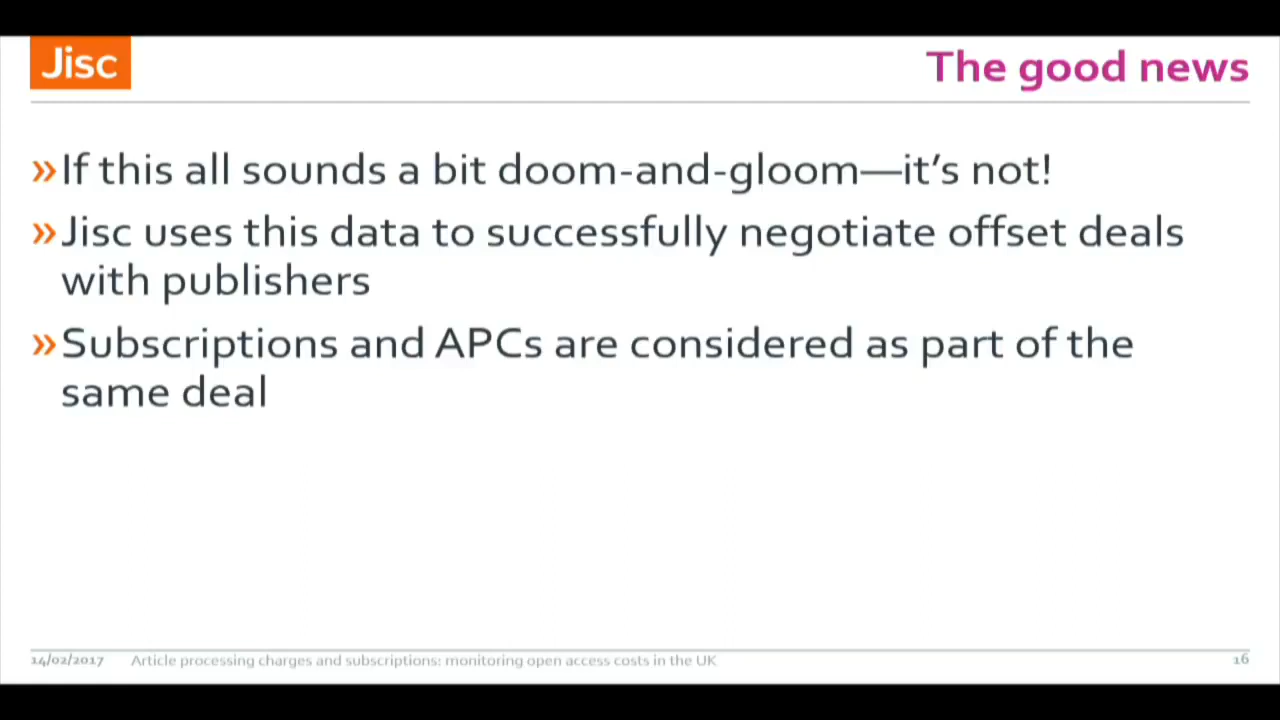 Jisc
The good news
»If this all sounds a bit doom-and-gloom—it's not!
»Jisc uses this data to successfully negotiate offset deals
with publishers
»Subscriptions and APCs are considered as part of the
same deal
14/02/2017 Article processing charges and subscriptions: monitoring open access costs in the UK 16